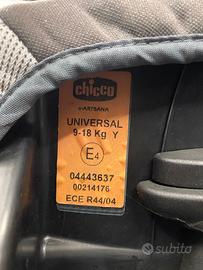 chicco
ARTSANA
UNIVERSAL
9-18 Kg Y
E4
04443637
00214176
ECE R44/04
subito